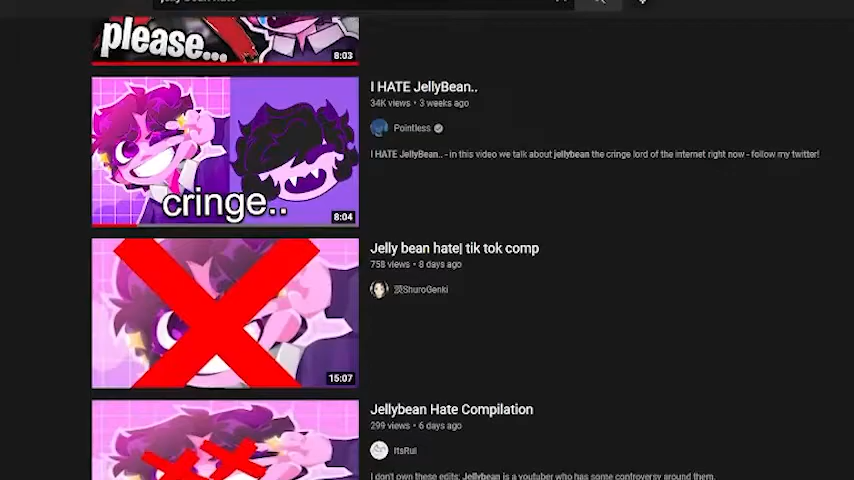 please...
8:03
I HATE JellyBean..
34K views • 3 weeks ago
Pointless
I HATE JellyBean.. - in this video we talk about jellybean the cringe lord of the internet right now - follow my twitter!
cringe..
8:04
Jelly bean hate| tik tok comp
758 views • 8 days ago
ShuroGenki
15:07
Jellybean Hate Compilation
299 views • 6 days ago
ItsRui
I don't own these edits; Jellybean is a youtuber who has some controversy around them.